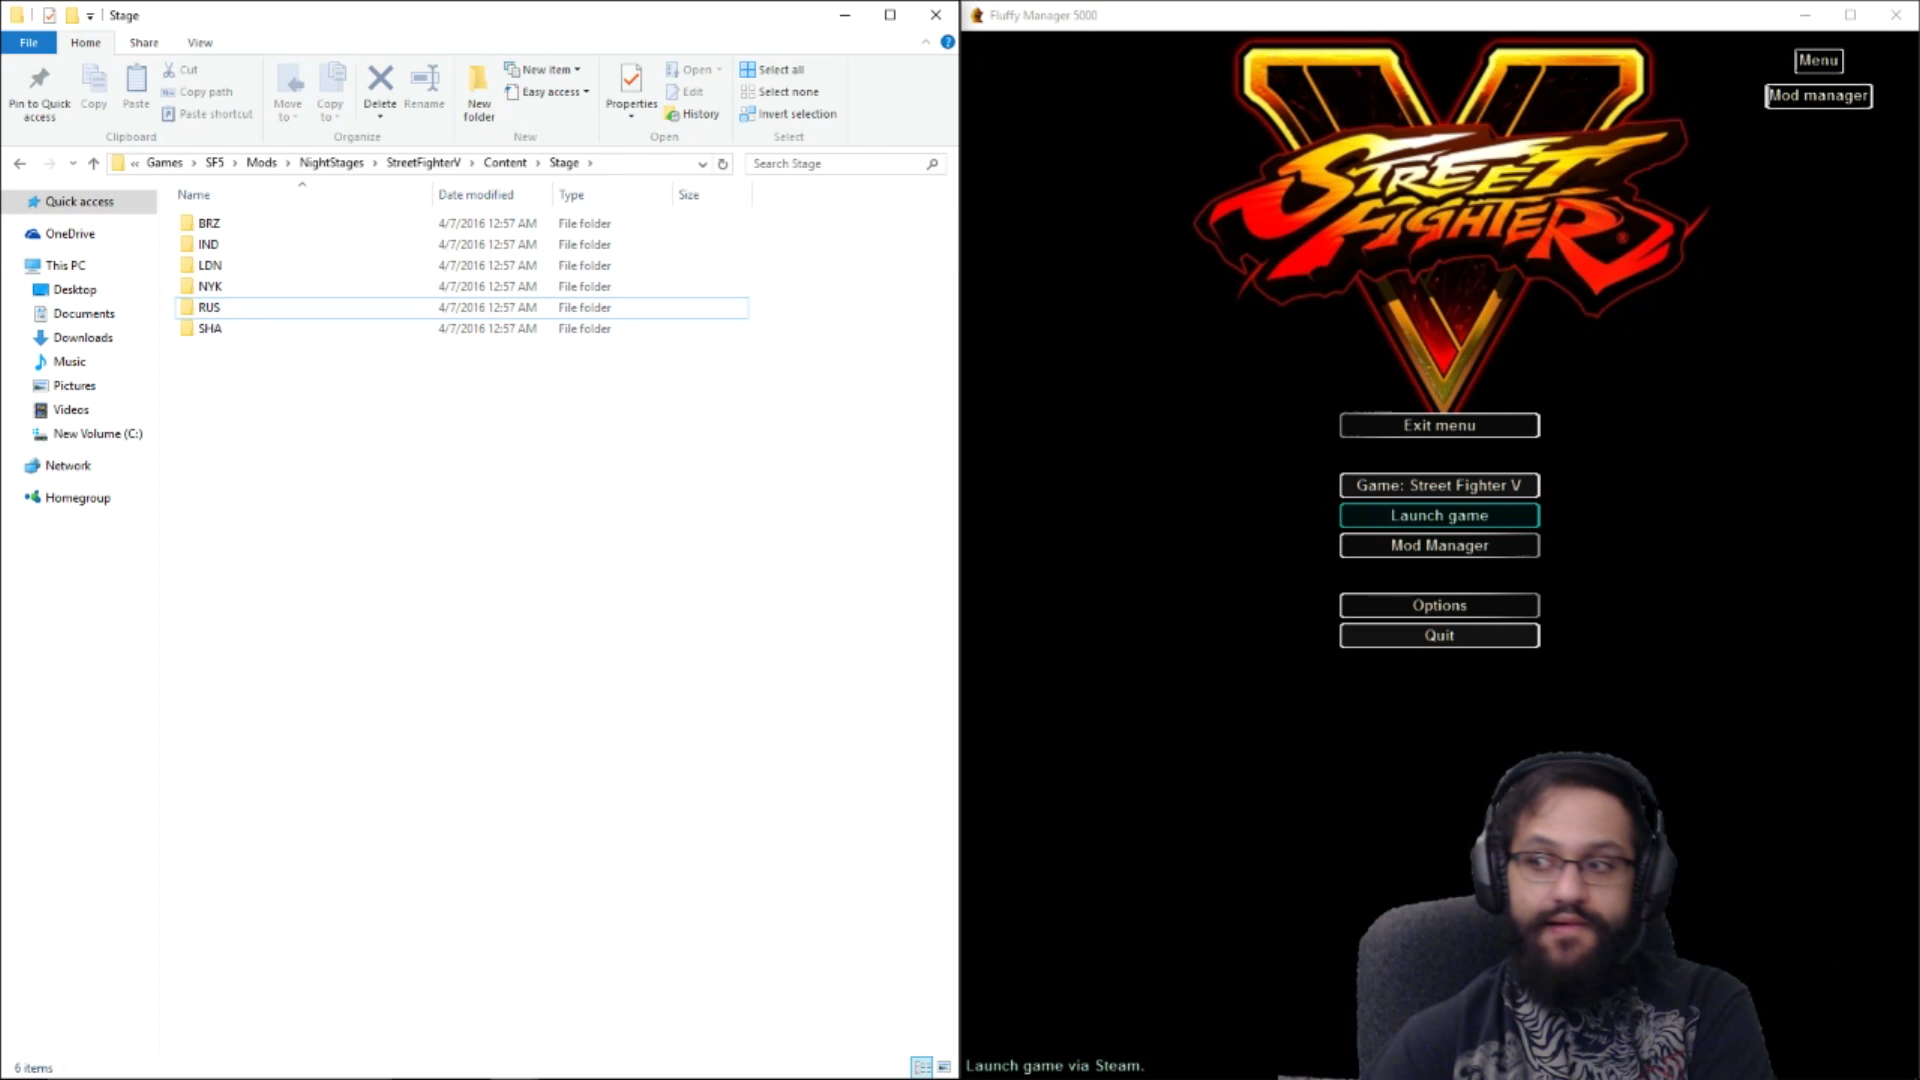 Stage
File
Home
Share
View
Pin to Quick access
Copy
Paste
Cut
Copy path
Paste shortcut
Clipboard
Move to
Copy to
Delete
Rename
Organize
New folder
New item
Easy access
New
Properties
Open
Edit
History
Open
Select all
Select none
Invert selection
Select
« Games > SF5 > Mods > NightStages > StreetFighterV > Content > Stage >
Search Stage
Quick access
OneDrive
This PC
Desktop
Documents
Downloads
Music
Pictures
Videos
New Volume (C:)
Network
Homegroup
Name Date modified Type Size
BRZ 4/7/2016 12:57 AM File folder
IND 4/7/2016 12:57 AM File folder
LDN 4/7/2016 12:57 AM File folder
NYK 4/7/2016 12:57 AM File folder
RUS 4/7/2016 12:57 AM File folder
SHA 4/7/2016 12:57 AM File folder
6 items
Fluffy Manager 5000
Menu
Mod manager
V
STREET
FIGHTER®
Exit menu
Game: Street Fighter V
Launch game
Mod Manager
Options
Quit
Launch game via Steam.